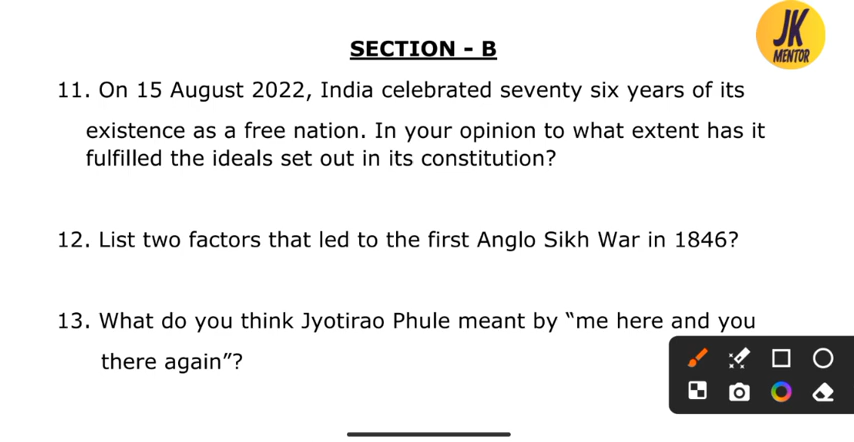 JK
MENTOR
SECTION - B
11. On 15 August 2022, India celebrated seventy six years of its
existence as a free nation. In your opinion to what extent has it
fulfilled the ideals set out in its constitution?
12. List two factors that led to the first Anglo Sikh War in 1846?
13. What do you think Jyotirao Phule meant by “me here and you
there again”?